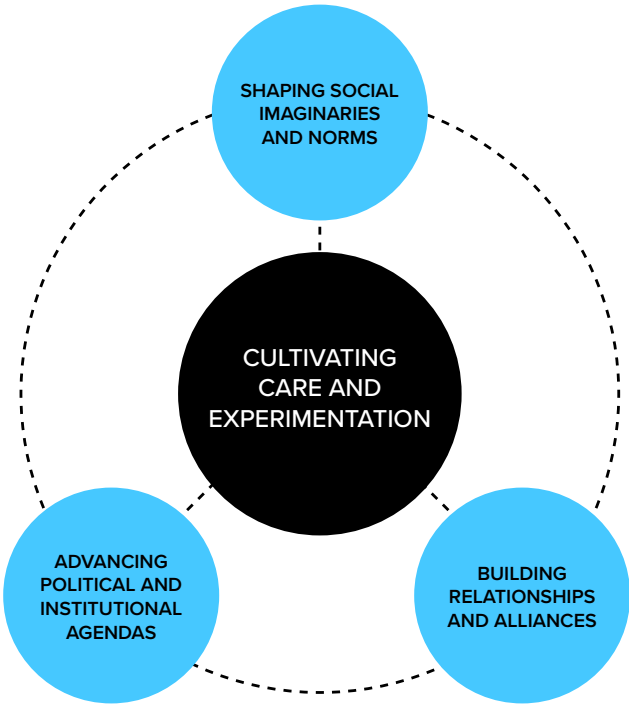 SHAPING SOCIAL
IMAGINARIES
AND NORMS
CULTIVATING
CARE AND
EXPERIMENTATION
ADVANCING
POLITICAL AND
INSTITUTIONAL
AGENDAS
BUILDING
RELATIONSHIPS
AND ALLIANCES